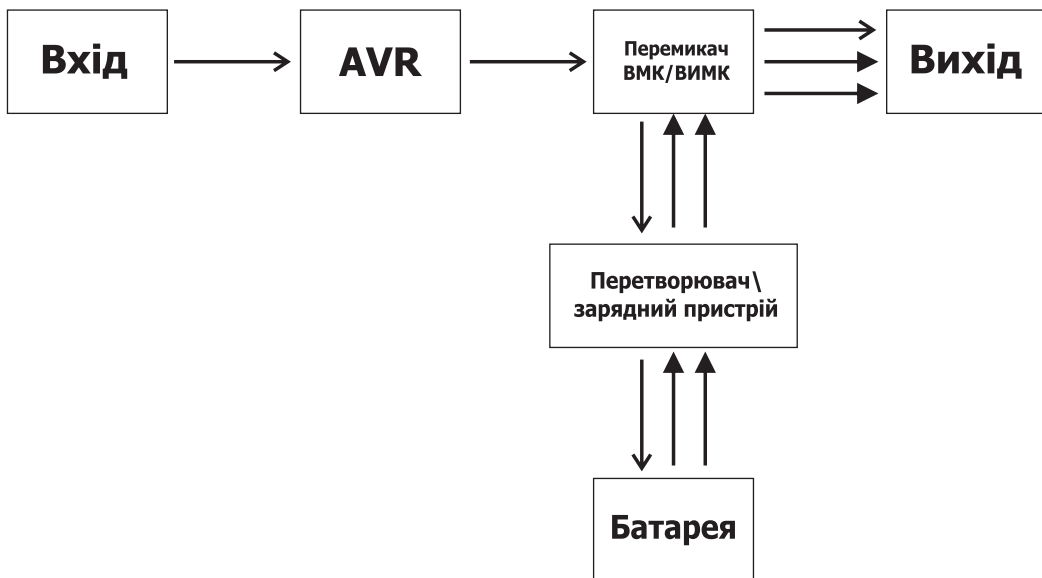 Вхід
AVR
Перемикач
ВМК/ВИМК
Вихід
Перетворювач\
зарядний пристрій
Батарея